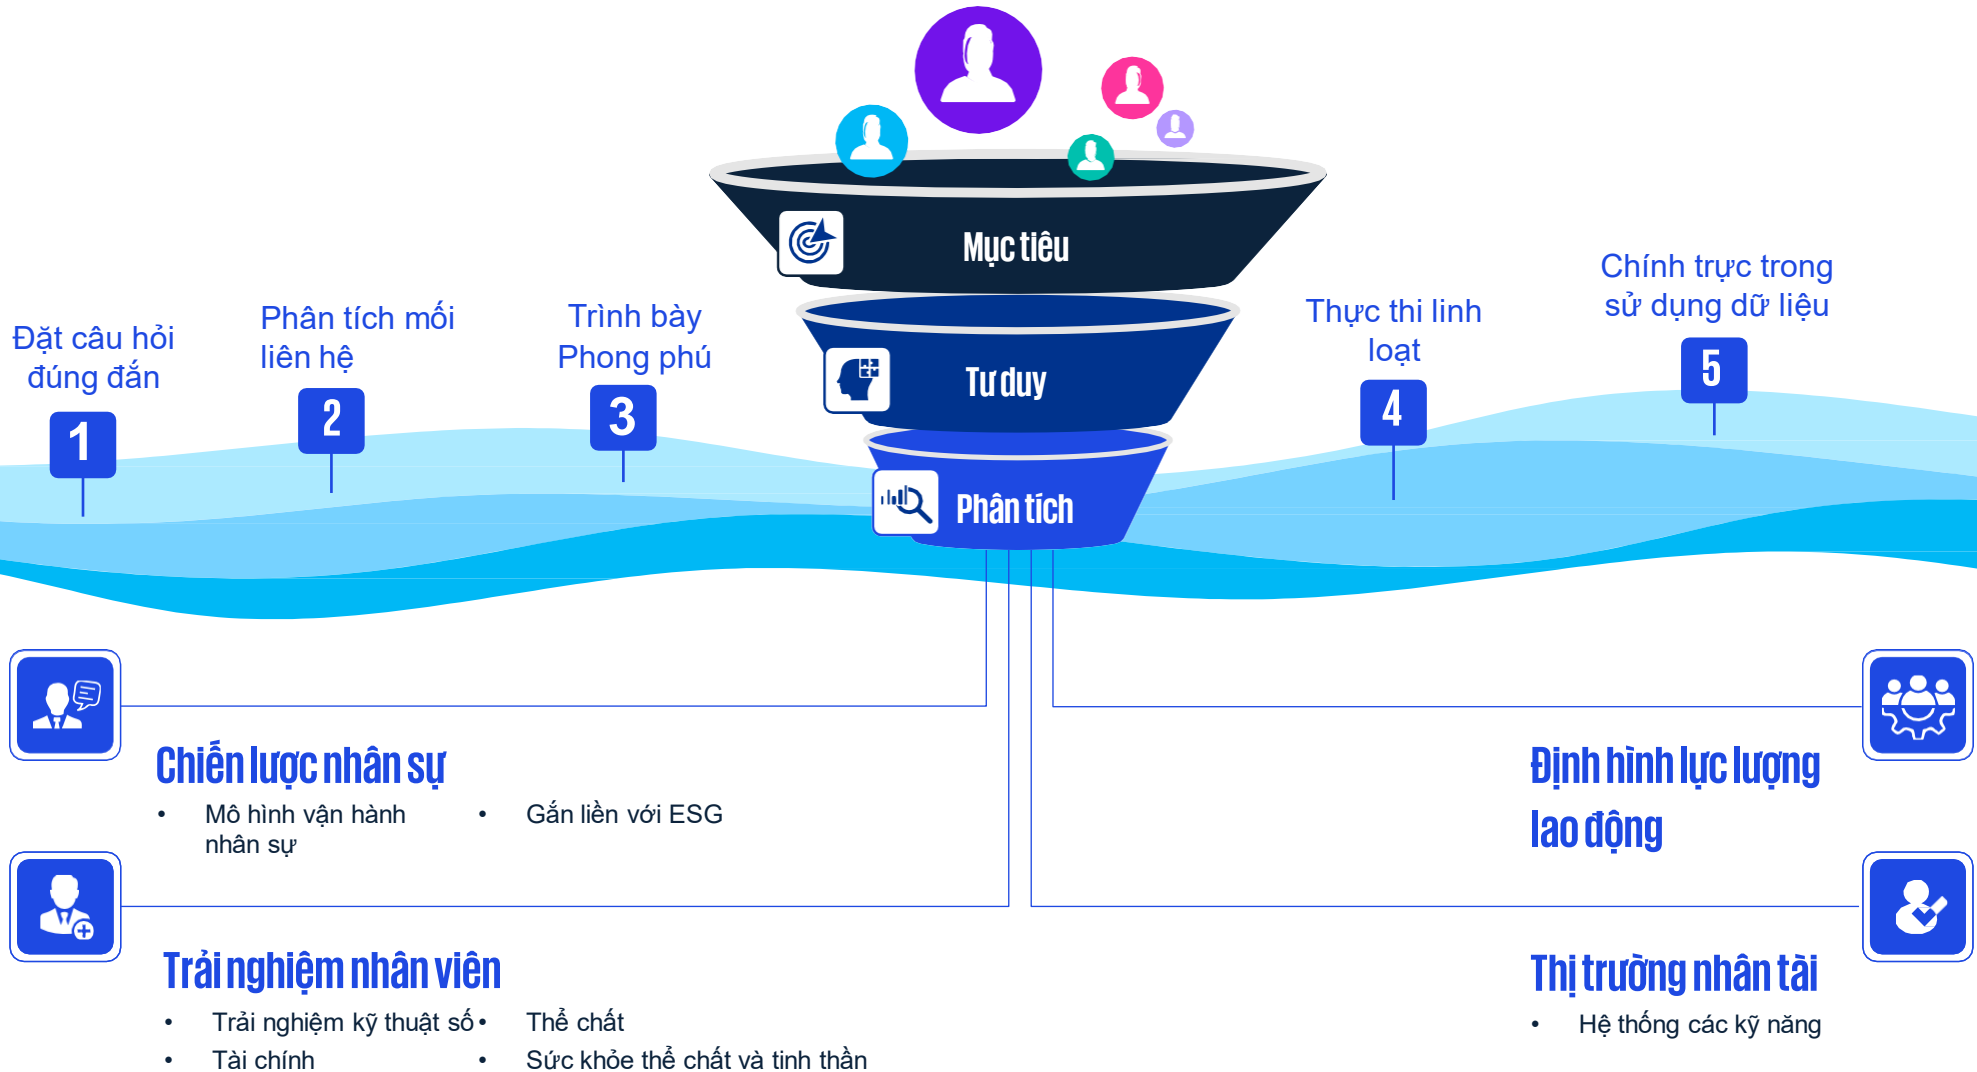 Mục tiêu
Tư duy
Phân tích
Đặt câu hỏi
đúng đắn
1
Phân tích mối
liên hệ
2
Trình bày
Phong phú
3
Thực thi linh
loạt
4
Chính trực trong
sử dụng dữ liệu
5
Chiến lược nhân sự
• Mô hình vận hành
nhân sự
• Gắn liền với ESG
Định hình lực lượng
lao động
Trải nghiệm nhân viên
• Trải nghiệm kỹ thuật số
• Tài chính
• Thể chất
• Sức khỏe thể chất và tinh thần
Thị trường nhân tài
• Hệ thống các kỹ năng